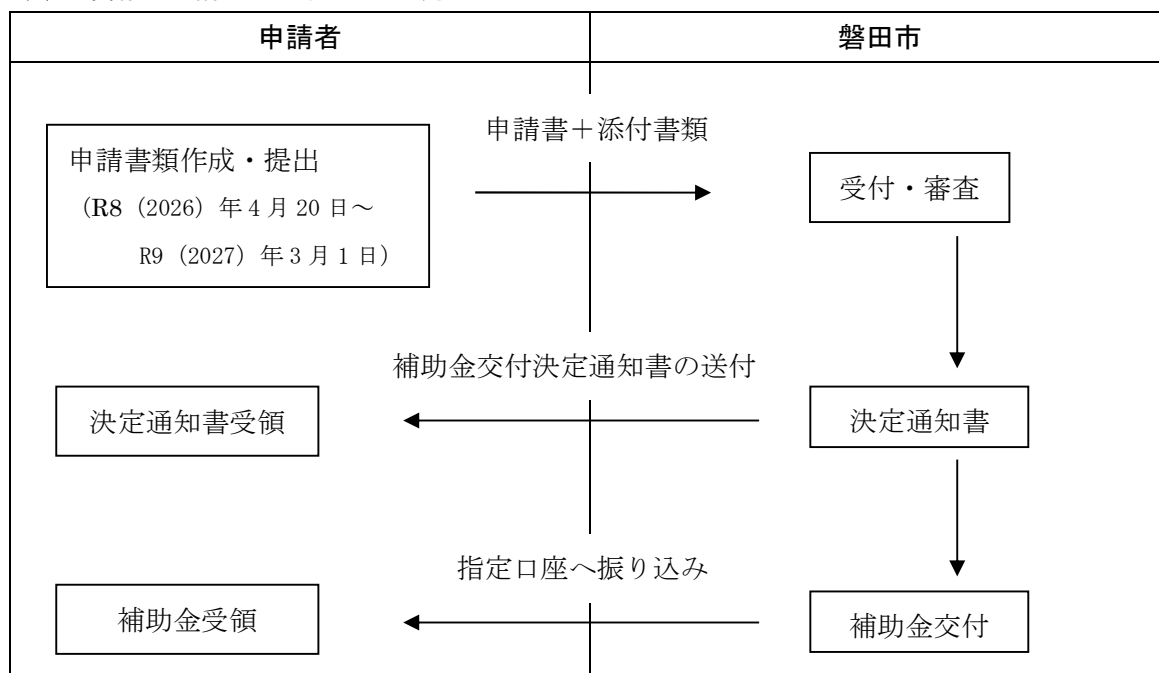 申請者
磐田市
申請書＋添付書類
申請書類作成・提出
（R8（2026）年4月20日～
R9（2027）年3月1日）
受付・審査
補助金交付決定通知書の送付
決定通知書受領
決定通知書
指定口座へ振り込み
補助金受領
補助金交付